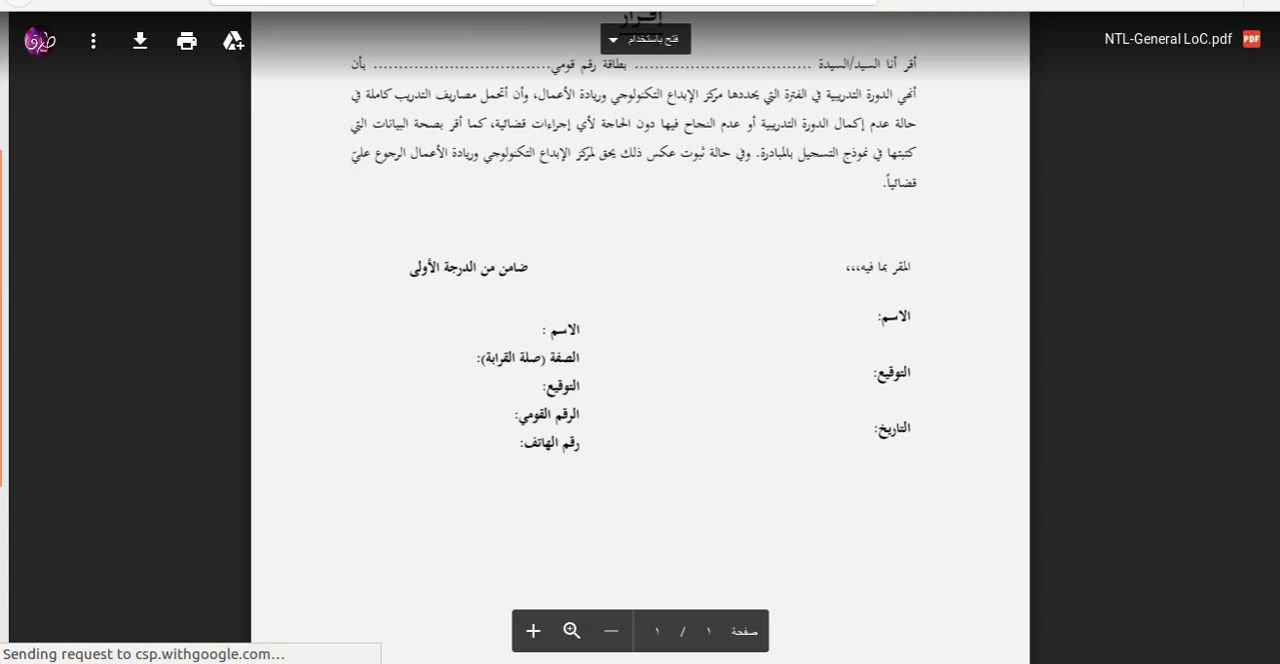 NTL-General LoC.pdf
PDF
فتح باستخدام
إقرار
أقر أنا السيد/السيدة .................................. بطاقة رقم قومي.................................. بأن
أنهي الدورة التدريبية في الفترة التي يحددها مركز الإبداع التكنولوجي وريادة الأعمال، وأن أتحمل مصاريف التدريب كاملة في
حالة عدم إكمال الدورة التدريبية أو عدم النجاح فيها دون الحاجة لأي إجراءات قضائية، كما أقر بصحة البيانات التي
كتبتها في نموذج التسجيل بالمبادرة. وفي حالة ثبوت عكس ذلك يحق لمركز الإبداع التكنولوجي وريادة الأعمال الرجوع عليّ
قضائياً.
المقر بما فيه،،،
الاسم:
التوقيع:
التاريخ:
ضامن من الدرجة الأولى
الاسم :
الصفة (صلة القرابة):
التوقيع:
الرقم القومي:
رقم الهاتف:
صفحة ١ / ١
Sending request to csp.withgoogle.com...